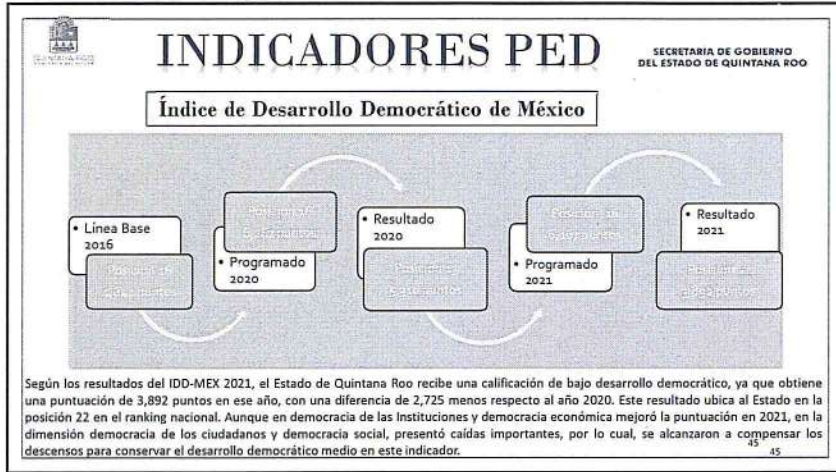 INDICADORES PED
SECRETARIA DE GOBIERNO
DEL ESTADO DE QUINTANA ROO
Índice de Desarrollo Democrático de México
• Línea Base
2016
• Programado
2020
• Resultado
2020
• Programado
2021
• Resultado
2021
Según los resultados del IDD-MEX 2021, el Estado de Quintana Roo recibe una calificación de bajo desarrollo democrático, ya que obtiene
una puntuación de 3,892 puntos en ese año, con una diferencia de 2,725 menos respecto al año 2020. Este resultado ubica al Estado en la
posición 22 en el ranking nacional. Aunque en democracia de las Instituciones y democracia económica mejoró la puntuación en 2021, en la
dimensión democracia de los ciudadanos y democracia social, presentó caídas importantes, por lo cual, se alcanzaron a compensar los
descensos para conservar el desarrollo democrático medio en este indicador.
45
45